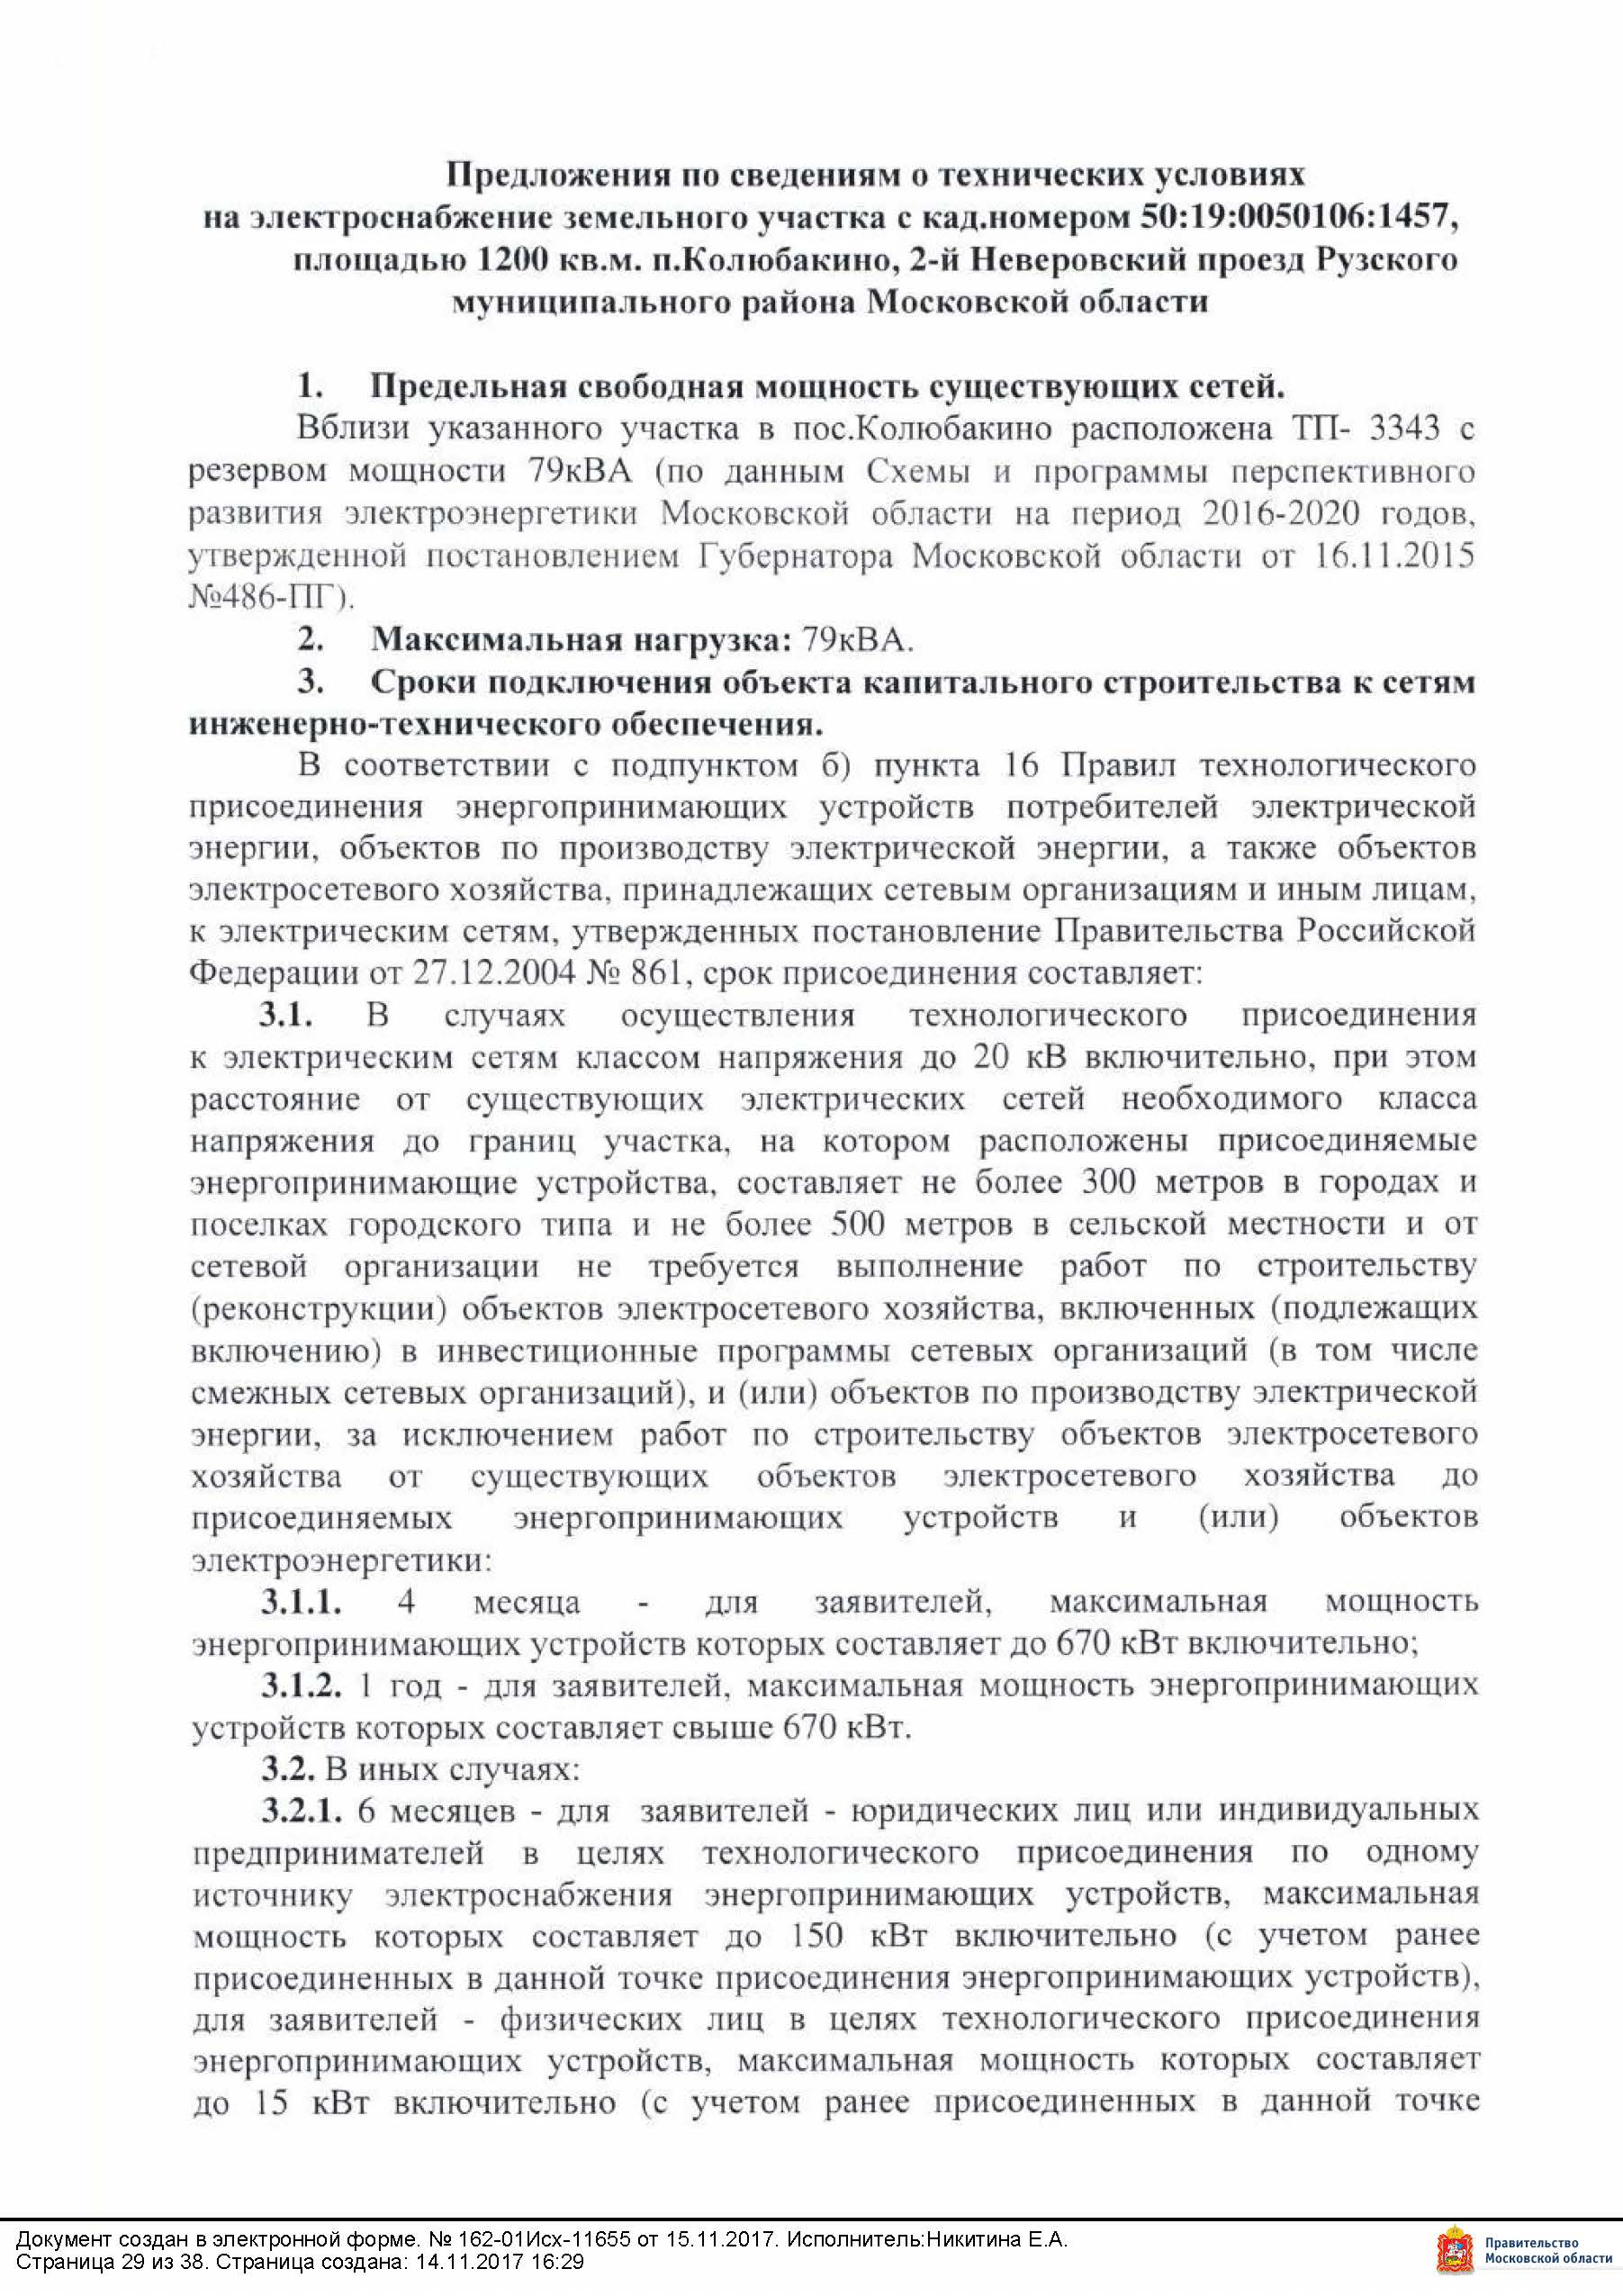 Предложения по сведениям о технических условиях
на электроснабжение земельного участка с кад.номером 50:19:0050106:1457,
площадью 1200 кв.м. п.Колюбакино, 2-й Неверовский проезд Рузского
муниципального района Московской области
1. Предельная свободная мощность существующих сетей.
Вблизи указанного участка в пос.Колюбакино расположена ТП- 3343 с
резервом мощности 79кВА (по данным Схемы и программы перспективного
развития электроэнергетики Московской области на период 2016-2020 годов,
утвержденной постановлением Губернатора Московской области от 16.11.2015
№486-ПГ).
2. Максимальная нагрузка: 79кВА.
3. Сроки подключения объекта капитального строительства к сетям
инженерно-технического обеспечения.
В соответствии с подпунктом б) пункта 16 Правил технологического
присоединения энергопринимающих устройств потребителей электрической
энергии, объектов по производству электрической энергии, а также объектов
электросетевого хозяйства, принадлежащих сетевым организациям и иным лицам,
к электрическим сетям, утвержденных постановление Правительства Российской
Федерации от 27.12.2004 № 861, срок присоединения составляет:
3.1. В случаях осуществления технологического присоединения
к электрическим сетям классом напряжения до 20 кВ включительно, при этом
расстояние от существующих электрических сетей необходимого класса
напряжения до границ участка, на котором расположены присоединяемые
энергопринимающие устройства, составляет не более 300 метров в городах и
поселках городского типа и не более 500 метров в сельской местности и от
сетевой организации не требуется выполнение работ по строительству
(реконструкции) объектов электросетевого хозяйства, включенных (подлежащих
включению) в инвестиционные программы сетевых организаций (в том числе
смежных сетевых организаций), и (или) объектов по производству электрической
энергии, за исключением работ по строительству объектов электросетевого
хозяйства от существующих объектов электросетевого хозяйства до
присоединяемых энергопринимающих устройств и (или) объектов
электроэнергетики:
3.1.1. 4 месяца - для заявителей, максимальная мощность
энергопринимающих устройств которых составляет до 670 кВт включительно;
3.1.2. 1 год - для заявителей, максимальная мощность энергопринимающих
устройств которых составляет свыше 670 кВт.
3.2. В иных случаях:
3.2.1. 6 месяцев - для заявителей - юридических лиц или индивидуальных
предпринимателей в целях технологического присоединения по одному
источнику электроснабжения энергопринимающих устройств, максимальная
мощность которых составляет до 150 кВт включительно (с учетом ранее
присоединенных в данной точке присоединения энергопринимающих устройств),
для заявителей - физических лиц в целях технологического присоединения
энергопринимающих устройств, максимальная мощность которых составляет
до 15 кВт включительно (с учетом ранее присоединенных в данной точке
Документ создан в электронной форме. № 162-01Исх-11655 от 15.11.2017. Исполнитель:Никитина Е.А.
Страница 29 из 38. Страница создана: 14.11.2017 16:29
Правительство
Московской области